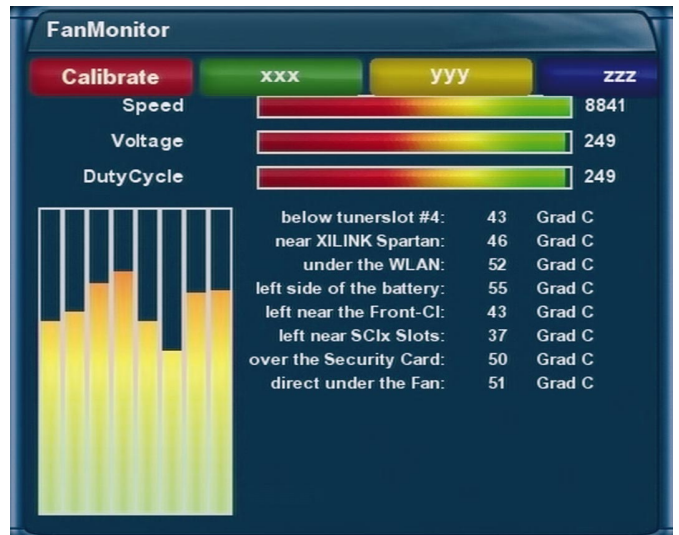 FanMonitor
Calibrate xxx yyy zzz
Speed 8841
Voltage 249
DutyCycle 249
below tunerslot #4: 43 Grad C
near XILINK Spartan: 46 Grad C
under the WLAN: 52 Grad C
left side of the battery: 55 Grad C
left near the Front-CI: 43 Grad C
left near SCIx Slots: 37 Grad C
over the Security Card: 50 Grad C
direct under the Fan: 51 Grad C